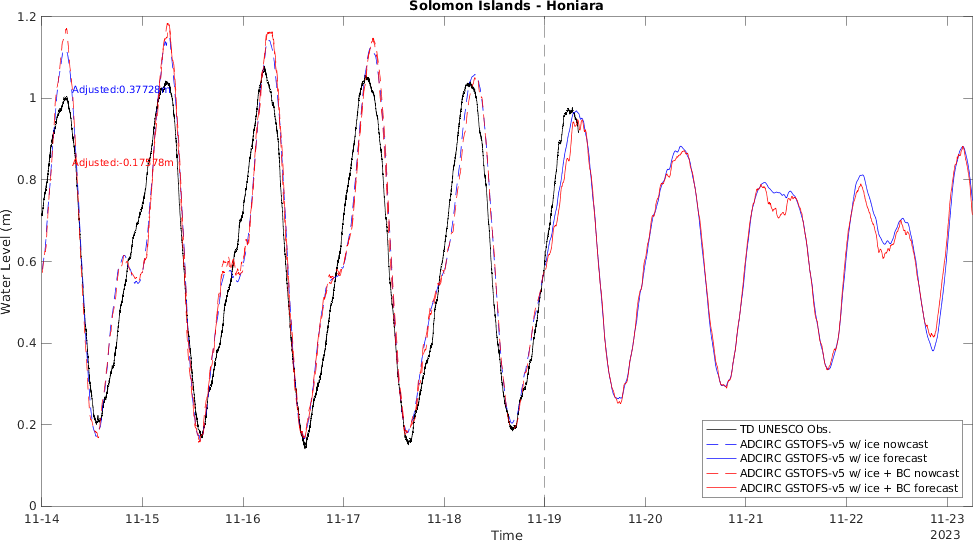 Solomon Islands - Honiara
1.2
1
0.8
0.6
0.4
0.2
0
Water Level (m)
Adjusted:0.37728m
Adjusted:-0.17578m
TD UNESCO Obs.
ADCIRC GSTOFS-v5 w/ ice nowcast
ADCIRC GSTOFS-v5 w/ ice forecast
ADCIRC GSTOFS-v5 w/ ice + BC nowcast
ADCIRC GSTOFS-v5 w/ ice + BC forecast
11-14 11-15 11-16 11-17 11-18 11-19 11-20 11-21 11-22 11-23
2023
Time